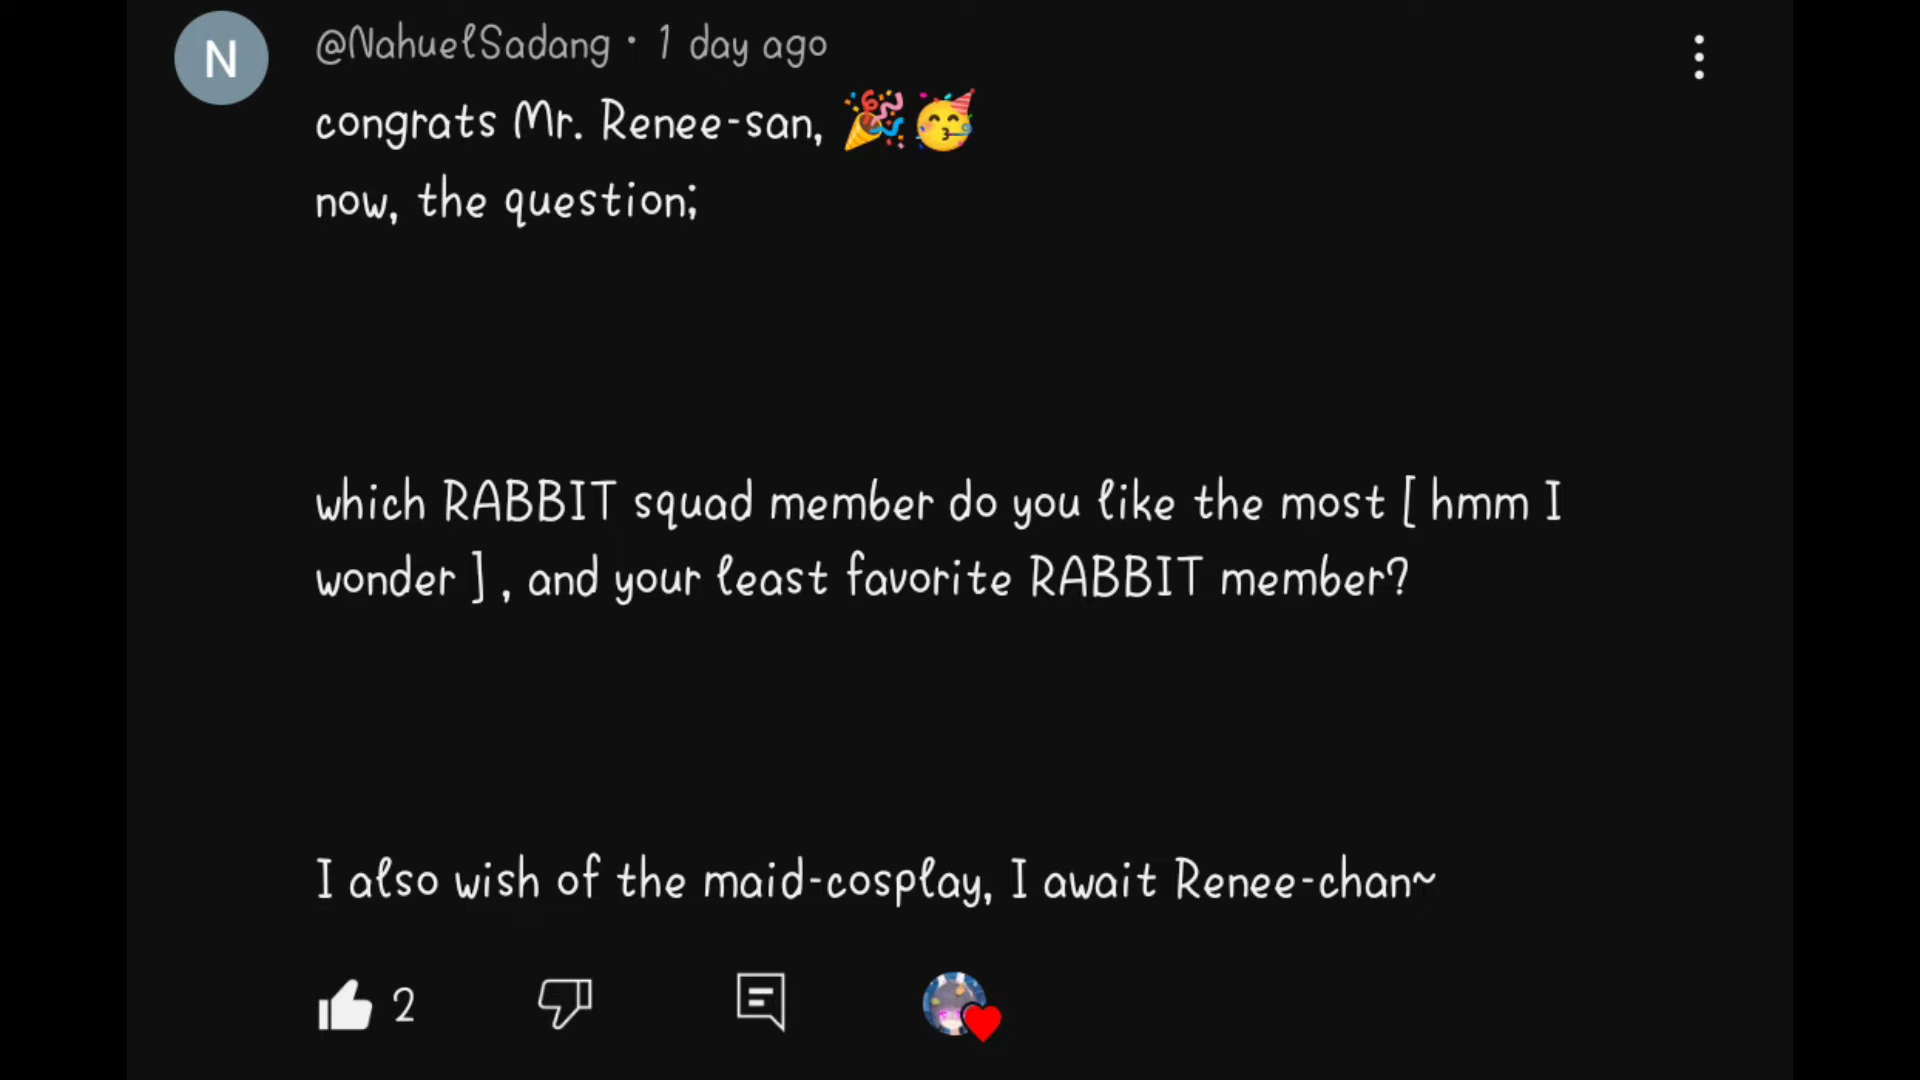 N
@NahuelSadang · 1 day ago
congrats Mr. Renee-san, 🎉🥳
now, the question;
which RABBIT squad member do you like the most [ hmm I
wonder ] , and your least favorite RABBIT member?
I also wish of the maid-cosplay, I await Renee-chan~
2